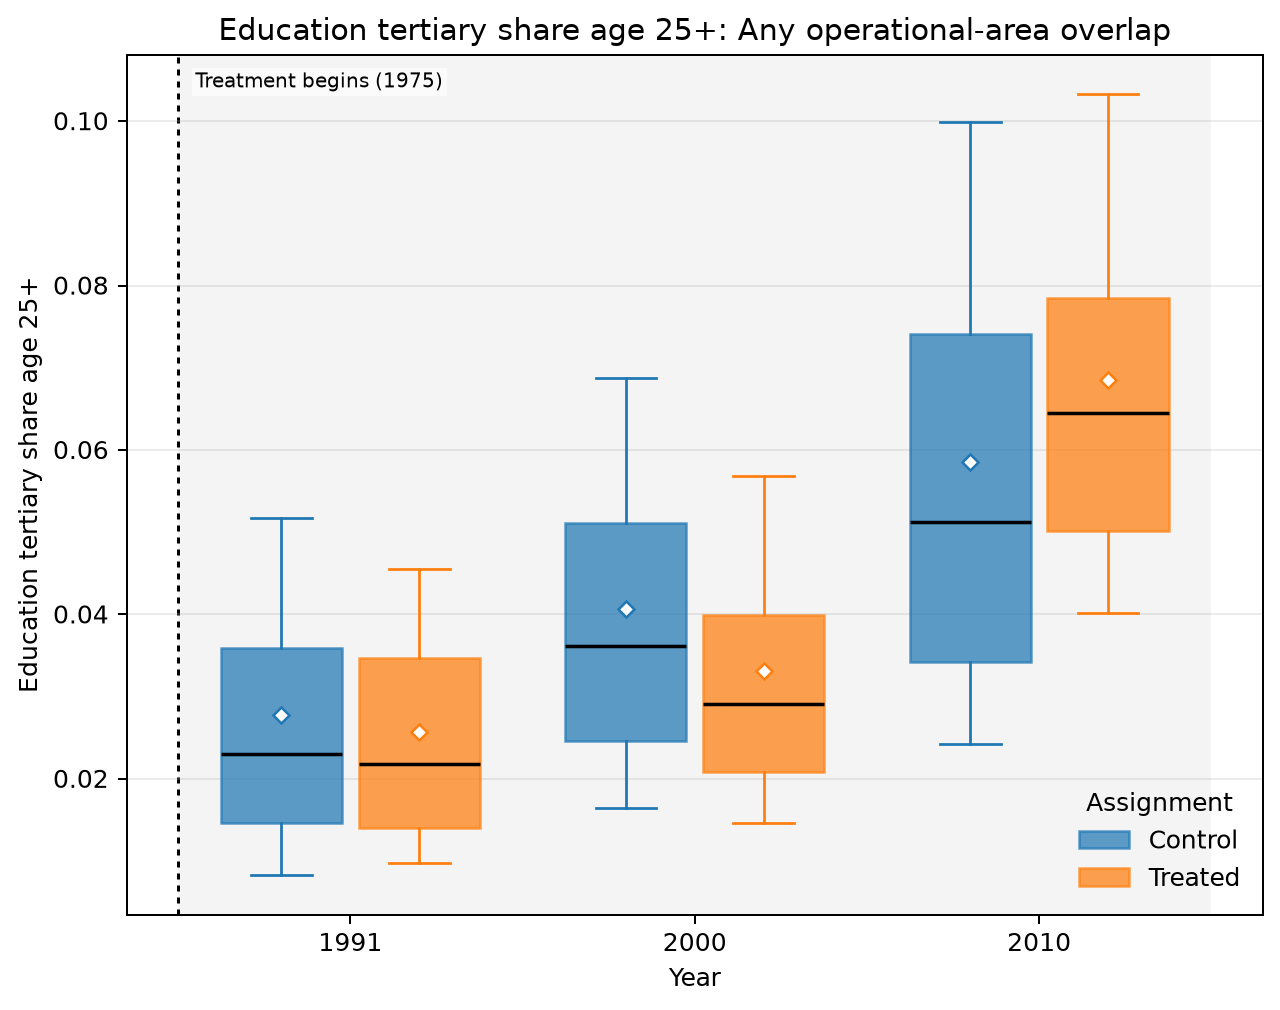 Education tertiary share age 25+: Any operational-area overlap
Treatment begins (1975)
Education tertiary share age 25+
0.10
0.08
0.06
0.04
0.02
1991
2000
2010
Year
Assignment
Control
Treated